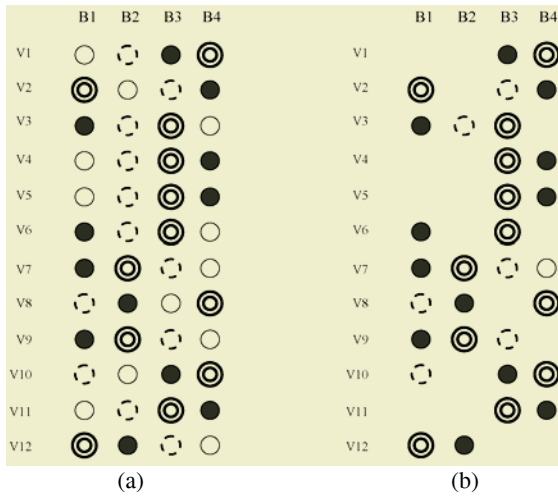 B1 B2 B3 B4 B1 B2 B3 B4
V1 V1
V2 V2
V3 V3
V4 V4
V5 V5
V6 V6
V7 V7
V8 V8
V9 V9
V10 V10
V11 V11
V12 V12
(a) (b)